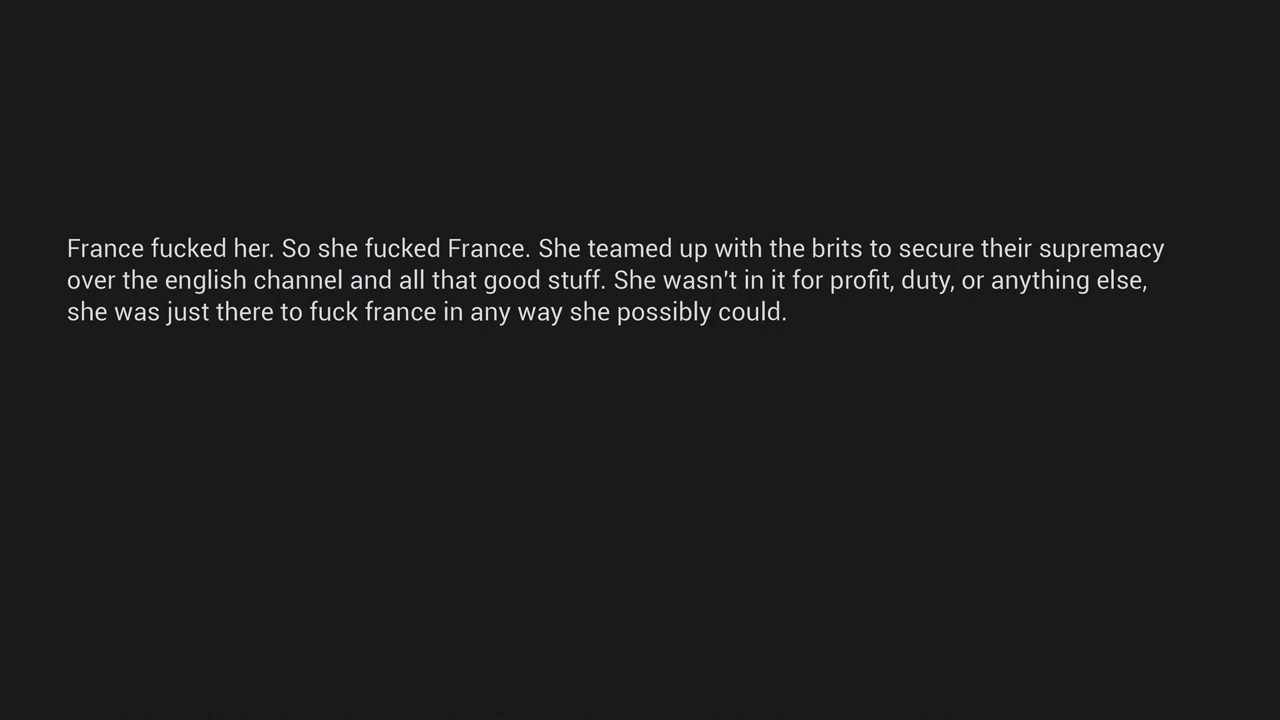 France fucked her. So she fucked France. She teamed up with the brits to secure their supremacy
over the english channel and all that good stuff. She wasn't in it for profit, duty, or anything else,
she was just there to fuck france in any way she possibly could.